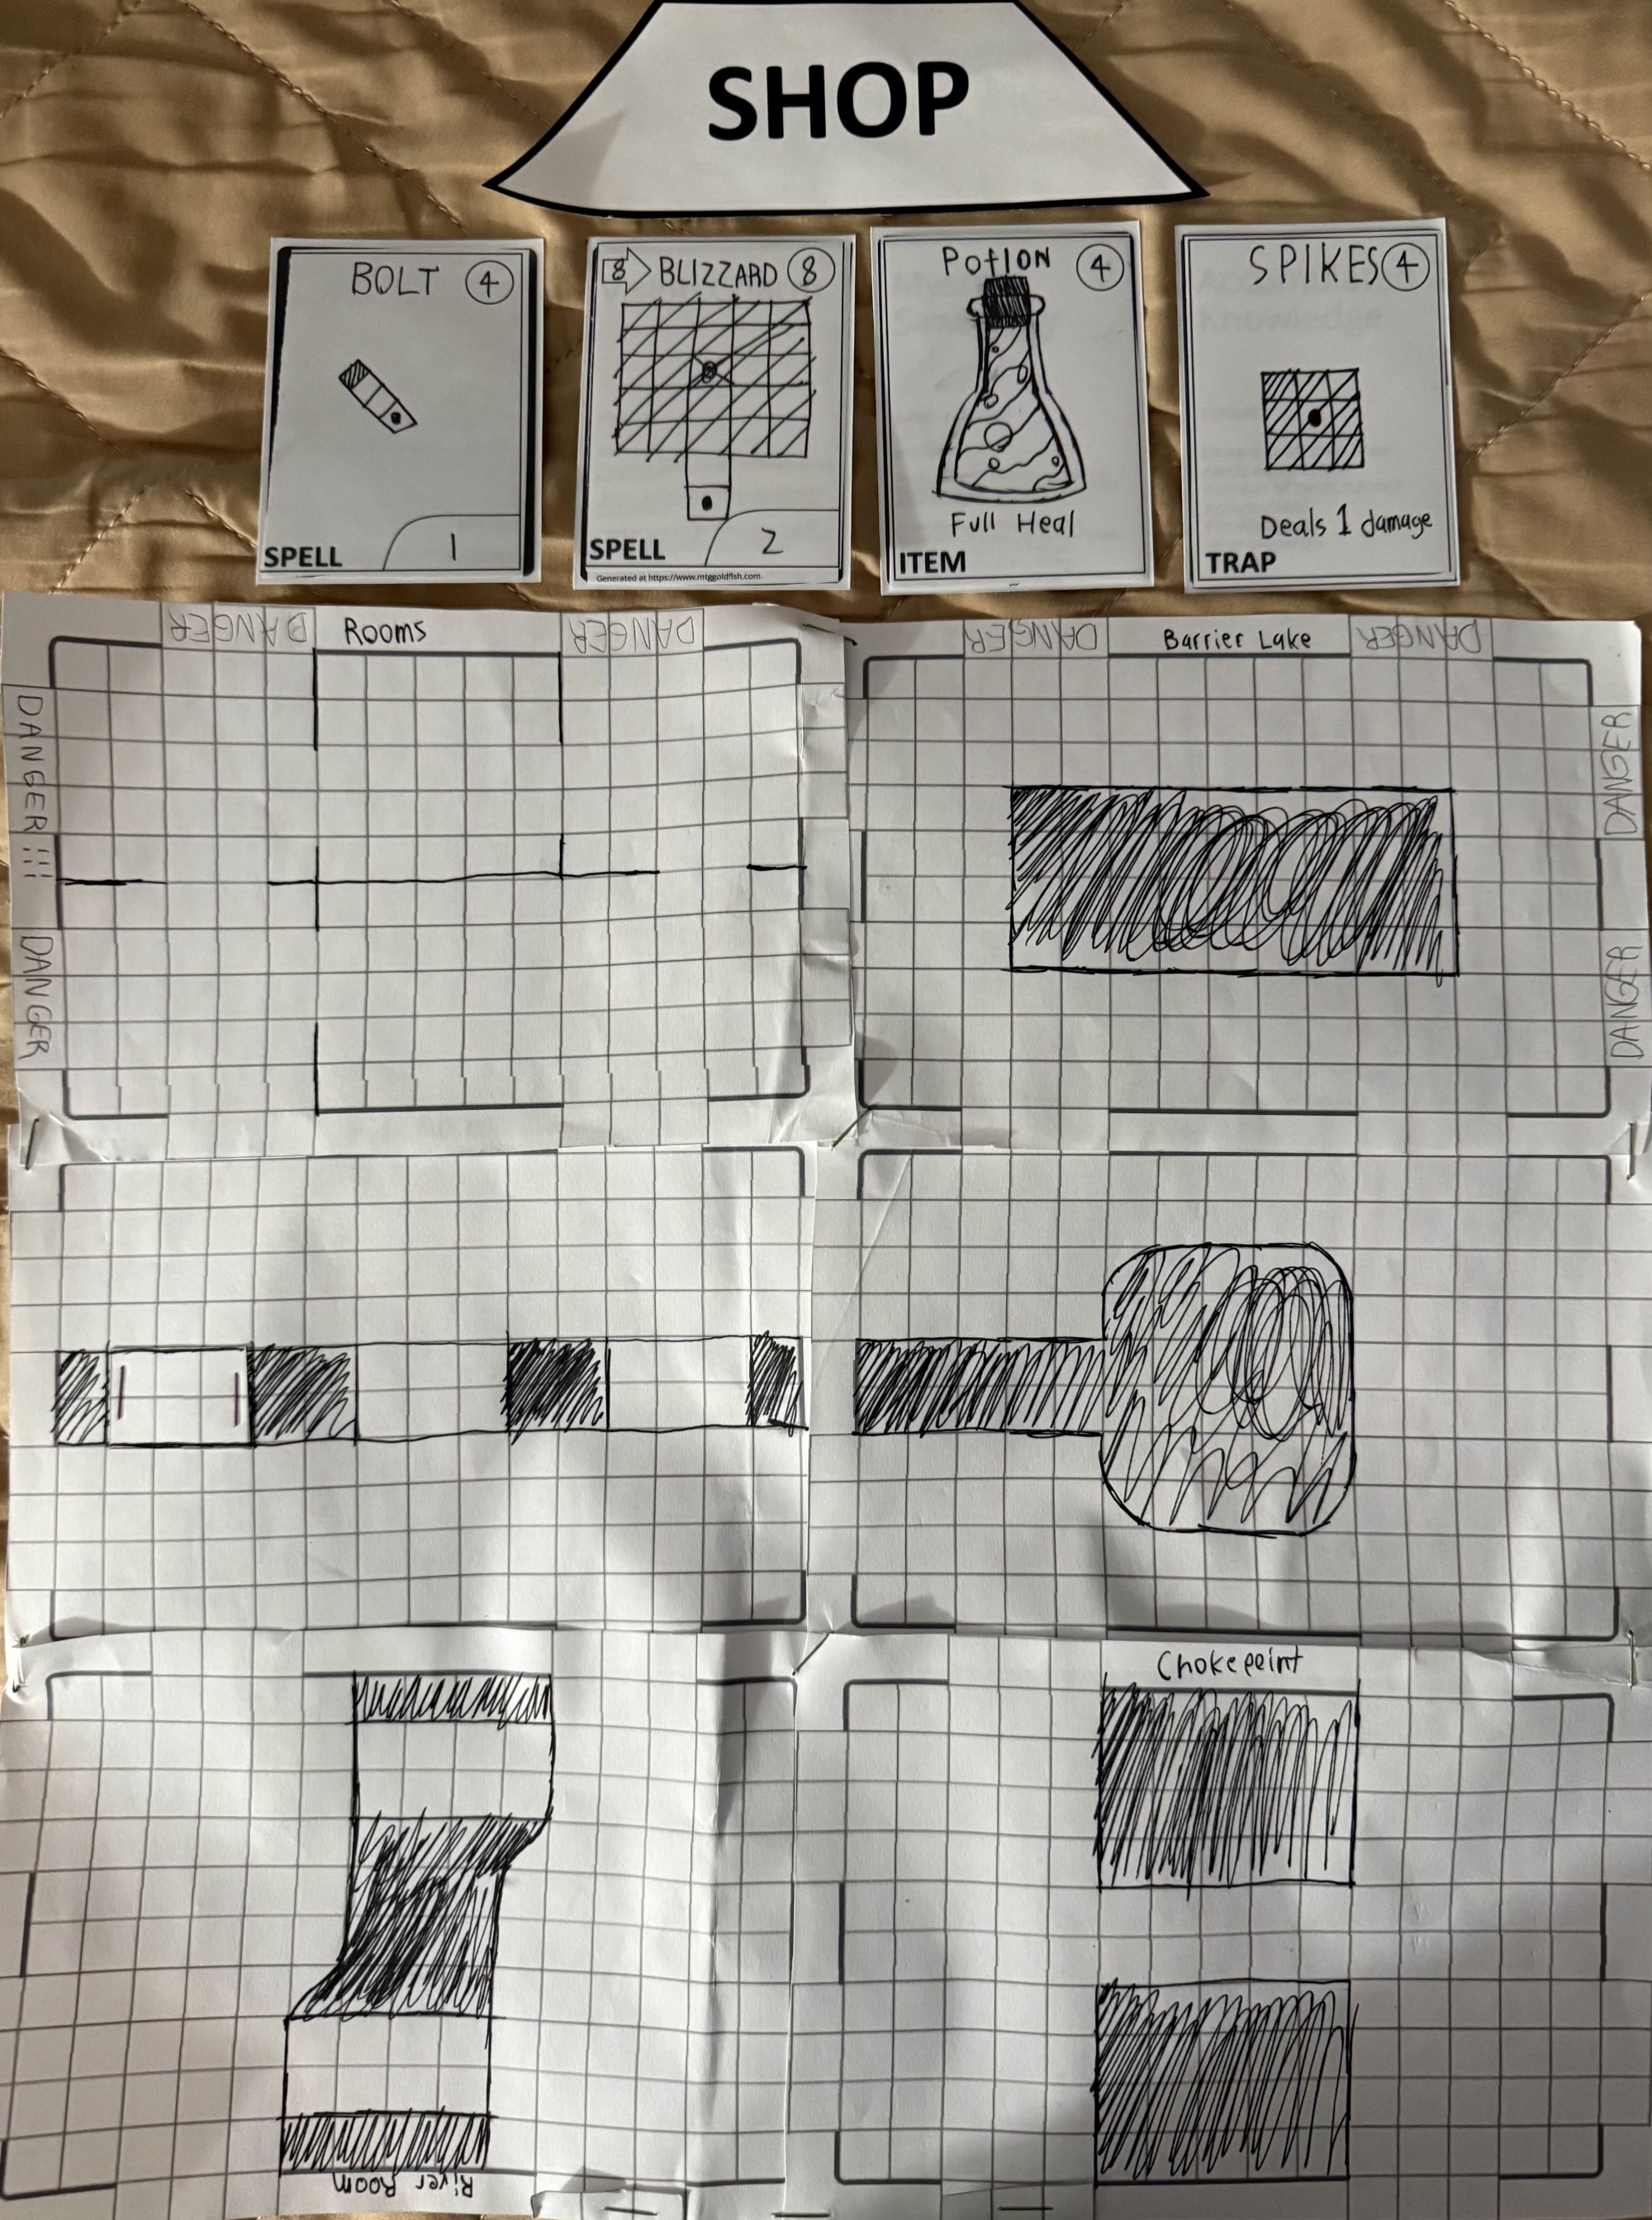 SHOP
BOLT 4
1
SPELL
8 BLIZZARD 8
2
SPELL
Generated at https://www.mtggoldfish.com
Potion 4
Full Heal
ITEM
SPIKES 4
Deals 1 damage
TRAP
DANGER
Rooms
DANGER
DANGER
Barrier Lake
DANGER
DANGER!!!
DANGER
DANGER
DANGER
Chokepoint
River Room